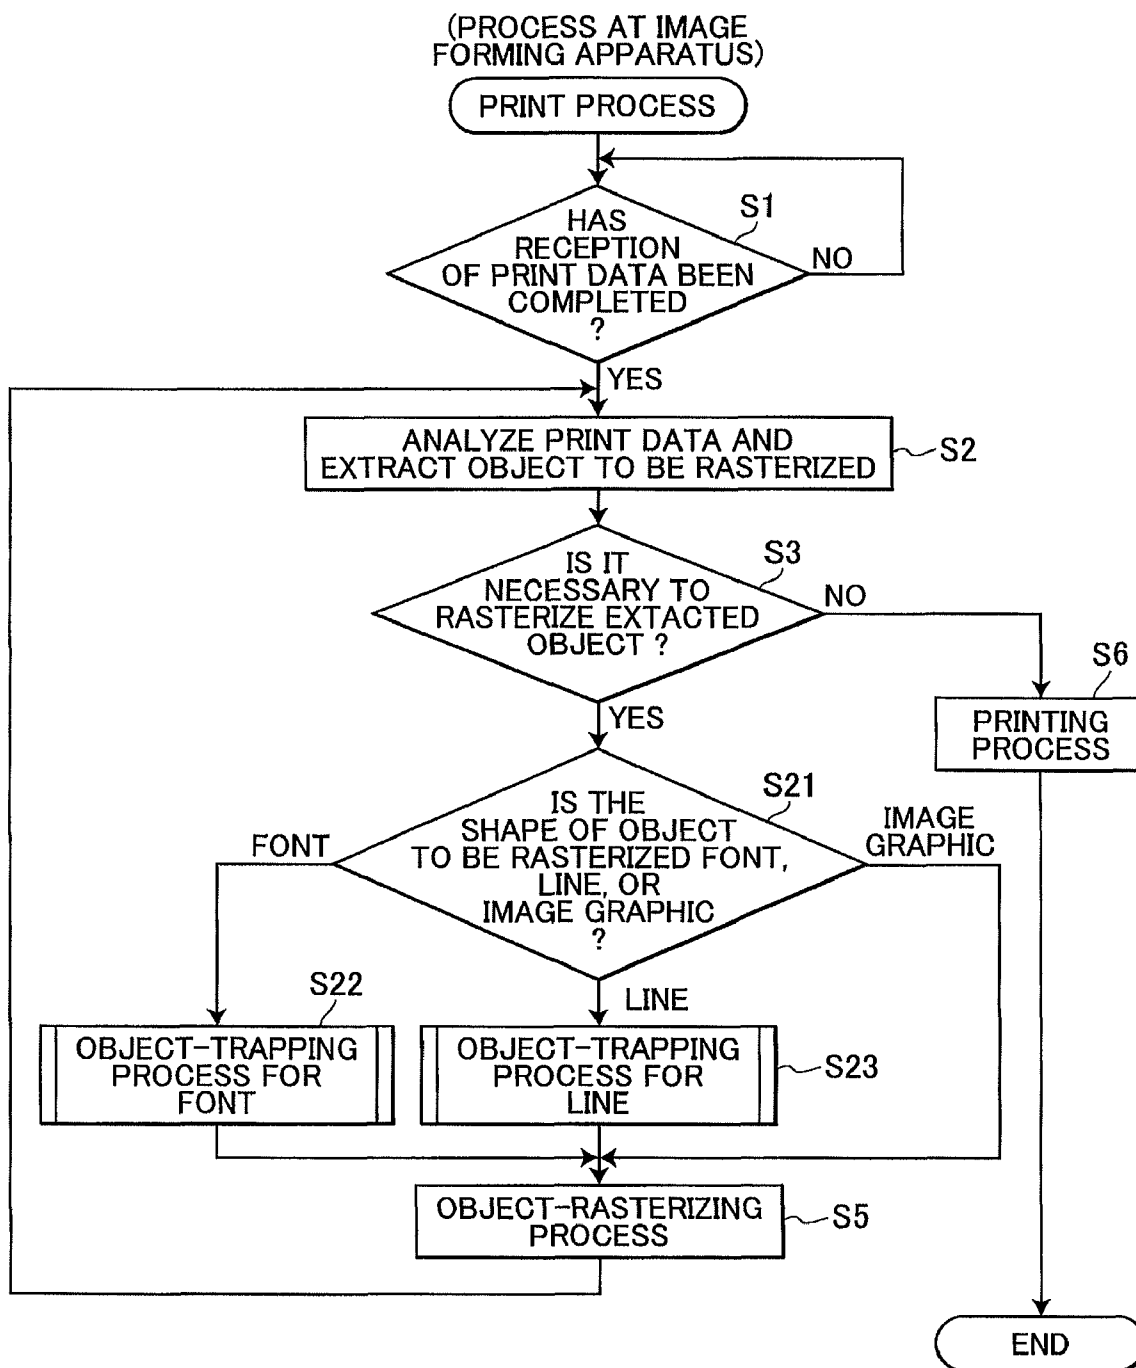 (PROCESS AT IMAGE
FORMING APPARATUS)
PRINT PROCESS
S1
HAS
RECEPTION
OF PRINT DATA BEEN
COMPLETED
?
NO
YES
ANALYZE PRINT DATA AND
EXTRACT OBJECT TO BE RASTERIZED
S2
S3
IS IT
NECESSARY TO
RASTERIZE EXTACTED
OBJECT ?
NO
YES
S6
PRINTING
PROCESS
S21
IS THE
SHAPE OF OBJECT
TO BE RASTERIZED FONT,
LINE, OR
IMAGE GRAPHIC
?
FONT
IMAGE
GRAPHIC
LINE
S22
OBJECT-TRAPPING
PROCESS FOR
FONT
OBJECT-TRAPPING
PROCESS FOR
LINE
S23
OBJECT-RASTERIZING
PROCESS
S5
END